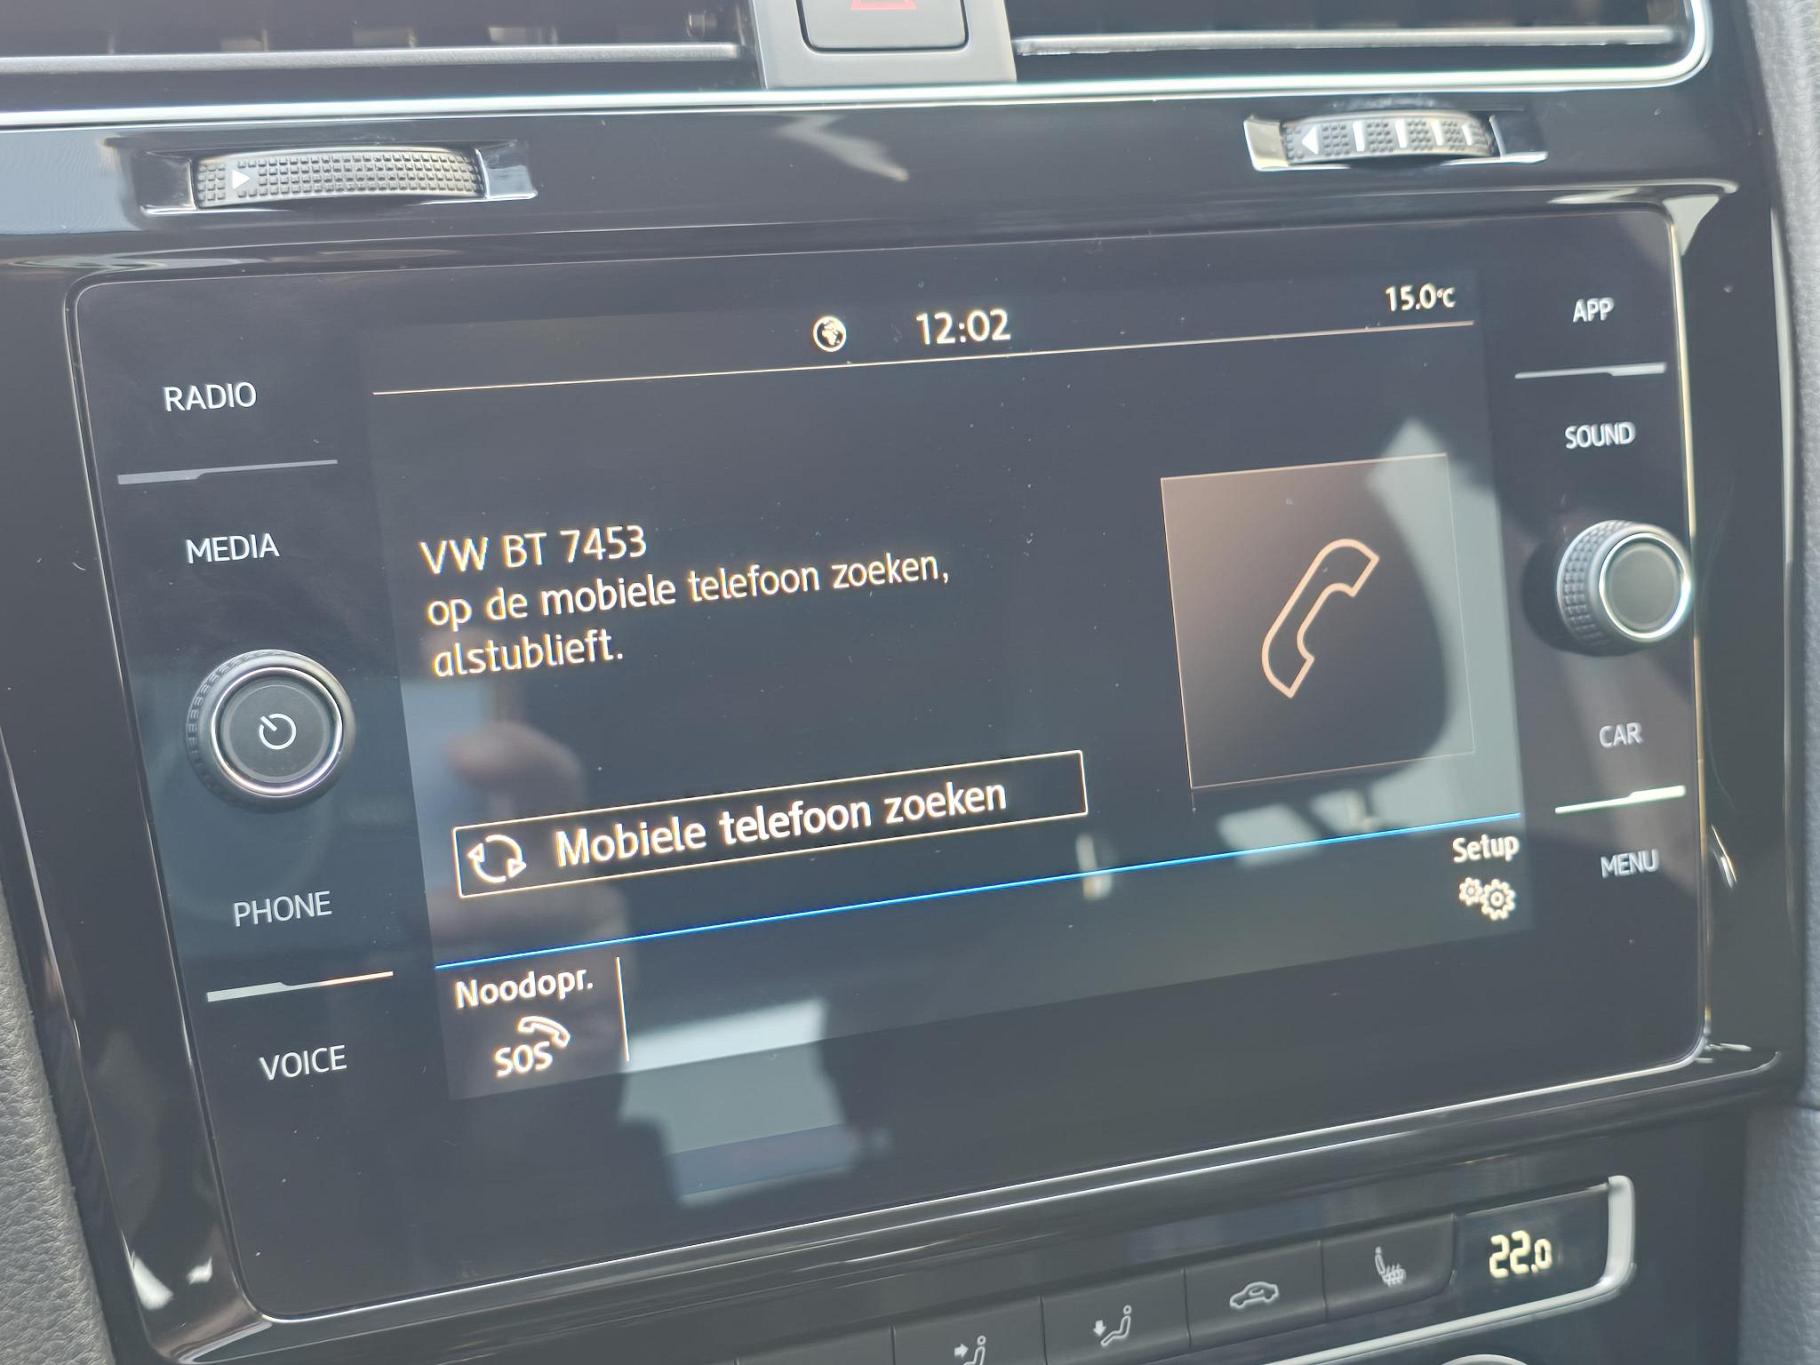 12:02
15.0°C
RADIO
MEDIA
PHONE
VOICE
VW BT 7453
op de mobiele telefoon zoeken,
alstublieft.
Mobiele telefoon zoeken
Setup
Noodopr.
SOS
APP
SOUND
CAR
MENU
22.0